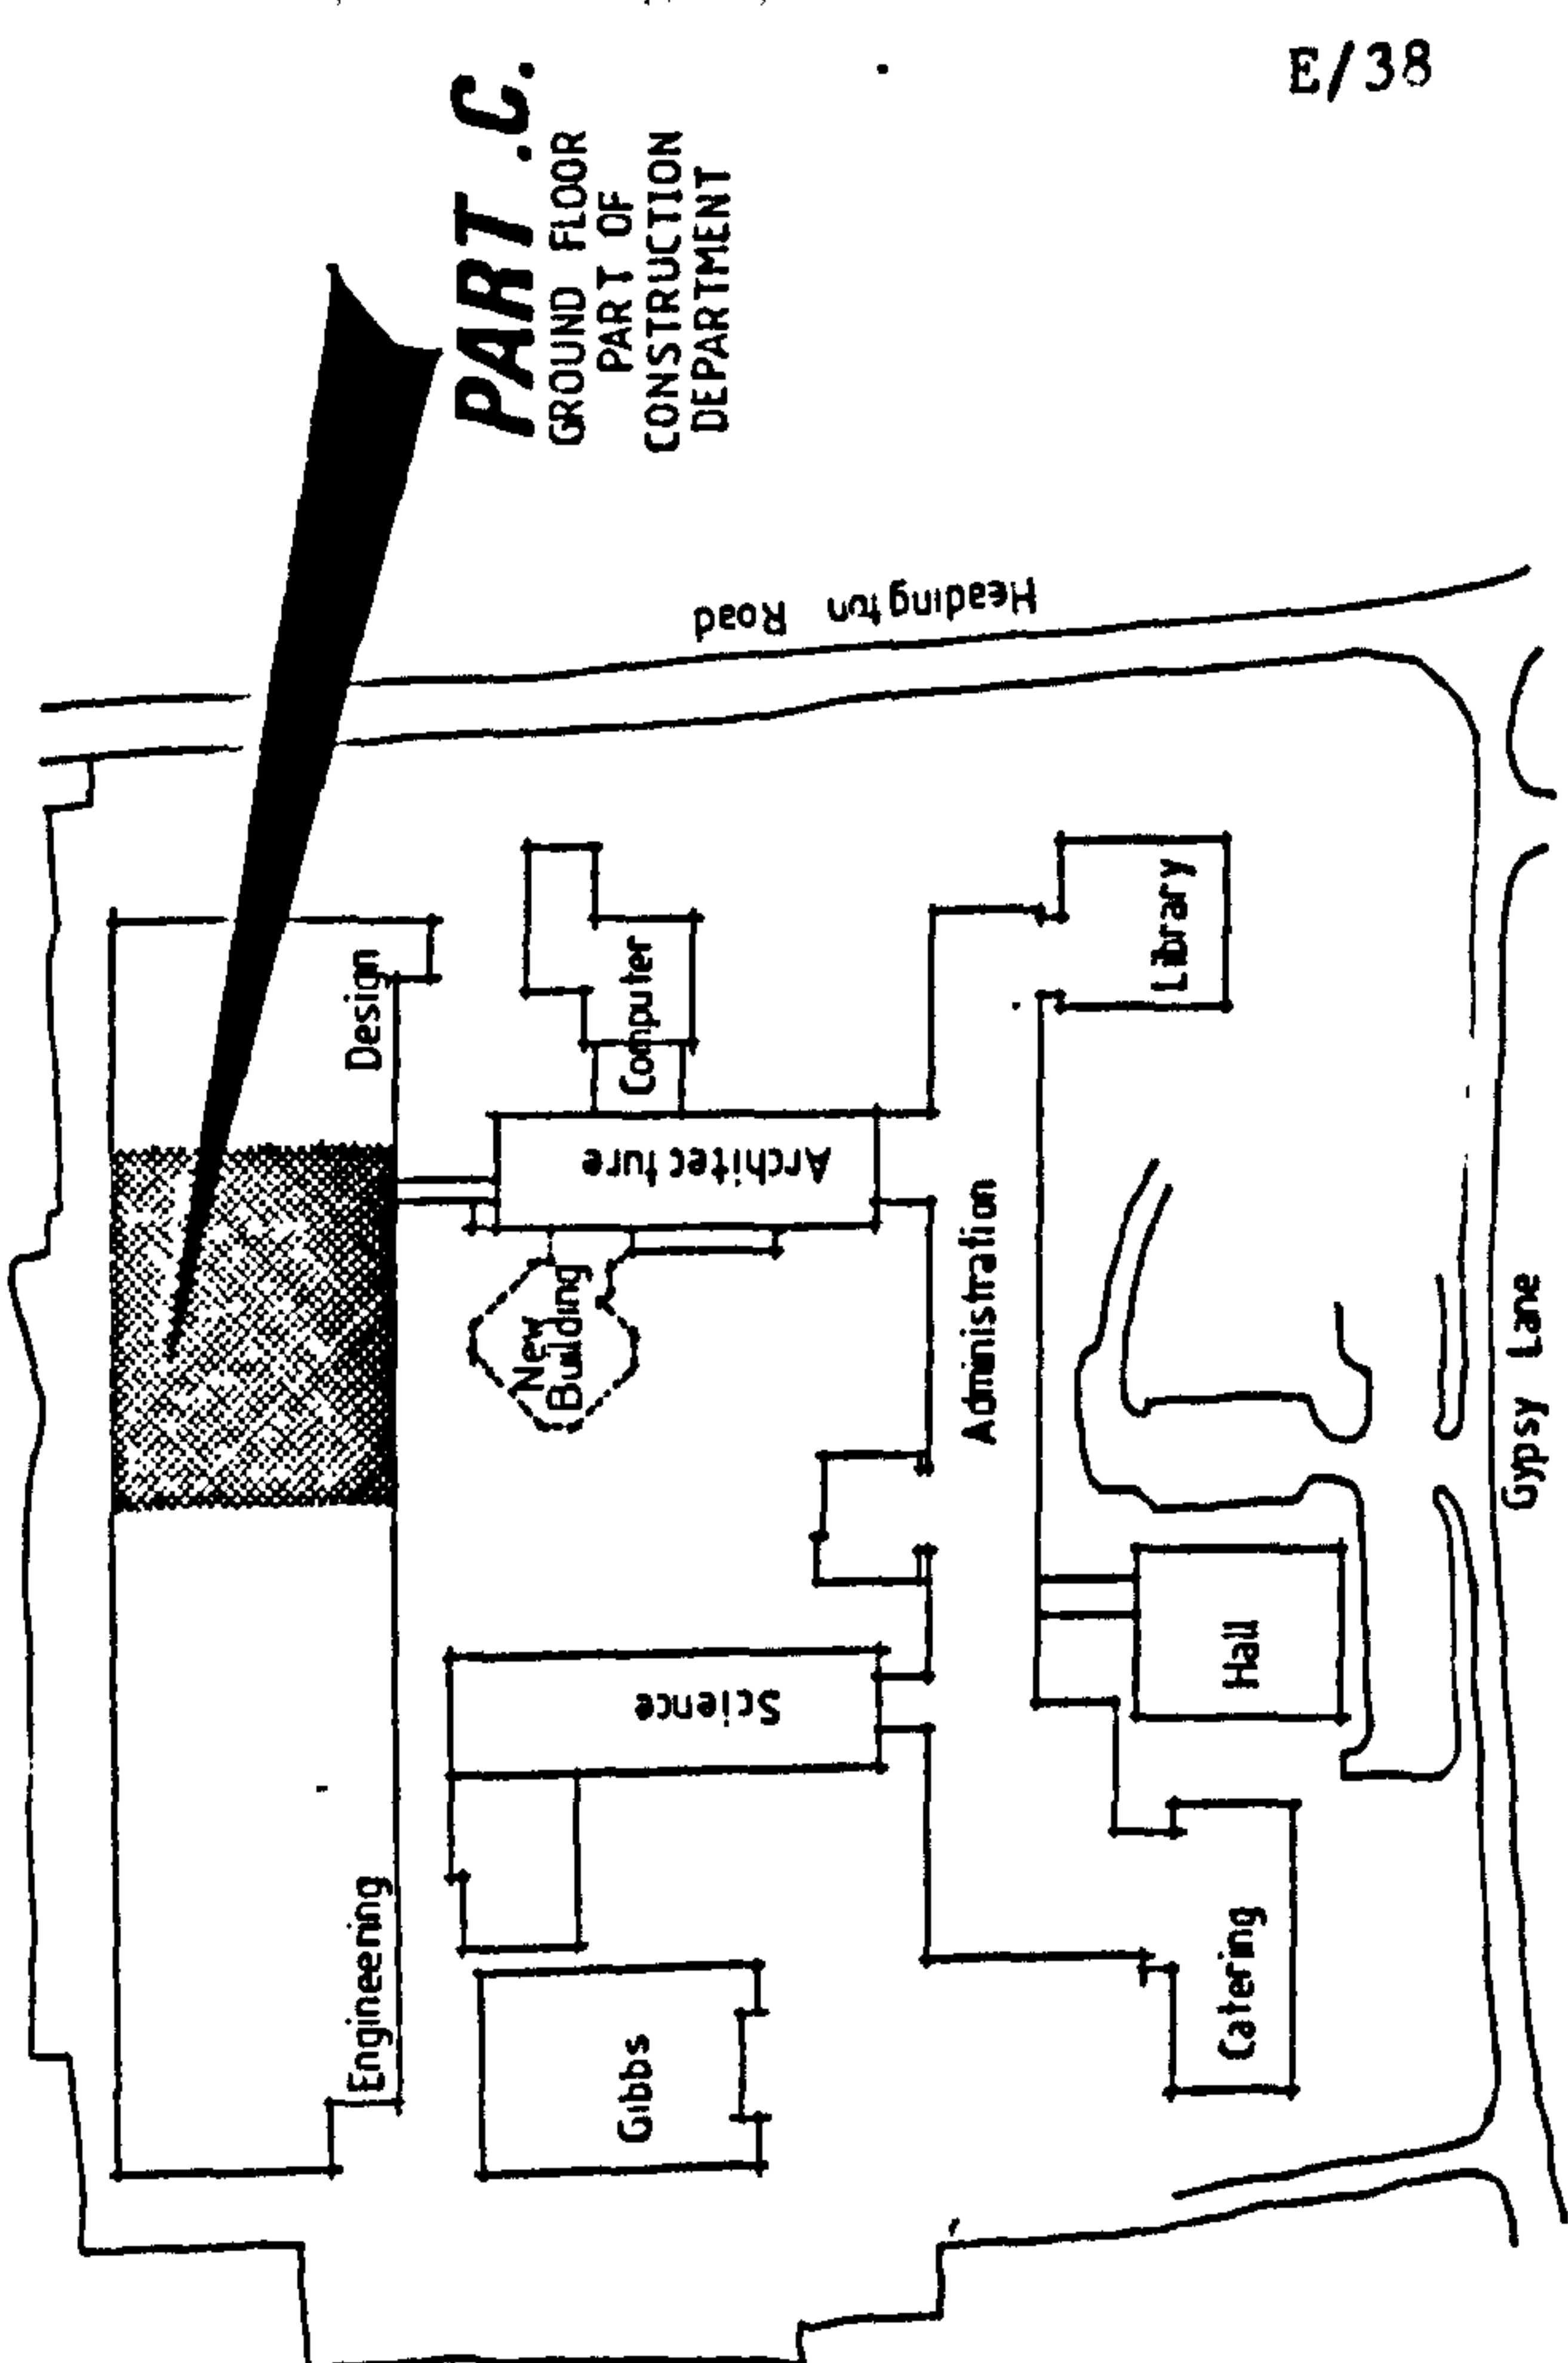 E/38
PART .C.
GROUND FLOOR
PART OF
CONSTRUCTION
DEPARTMENT
Headington Road
Design
Computer
Library
Architecture
New
Building
Administration
Gypsy Lane
Science
Hall
Engineering
Gibbs
Catering